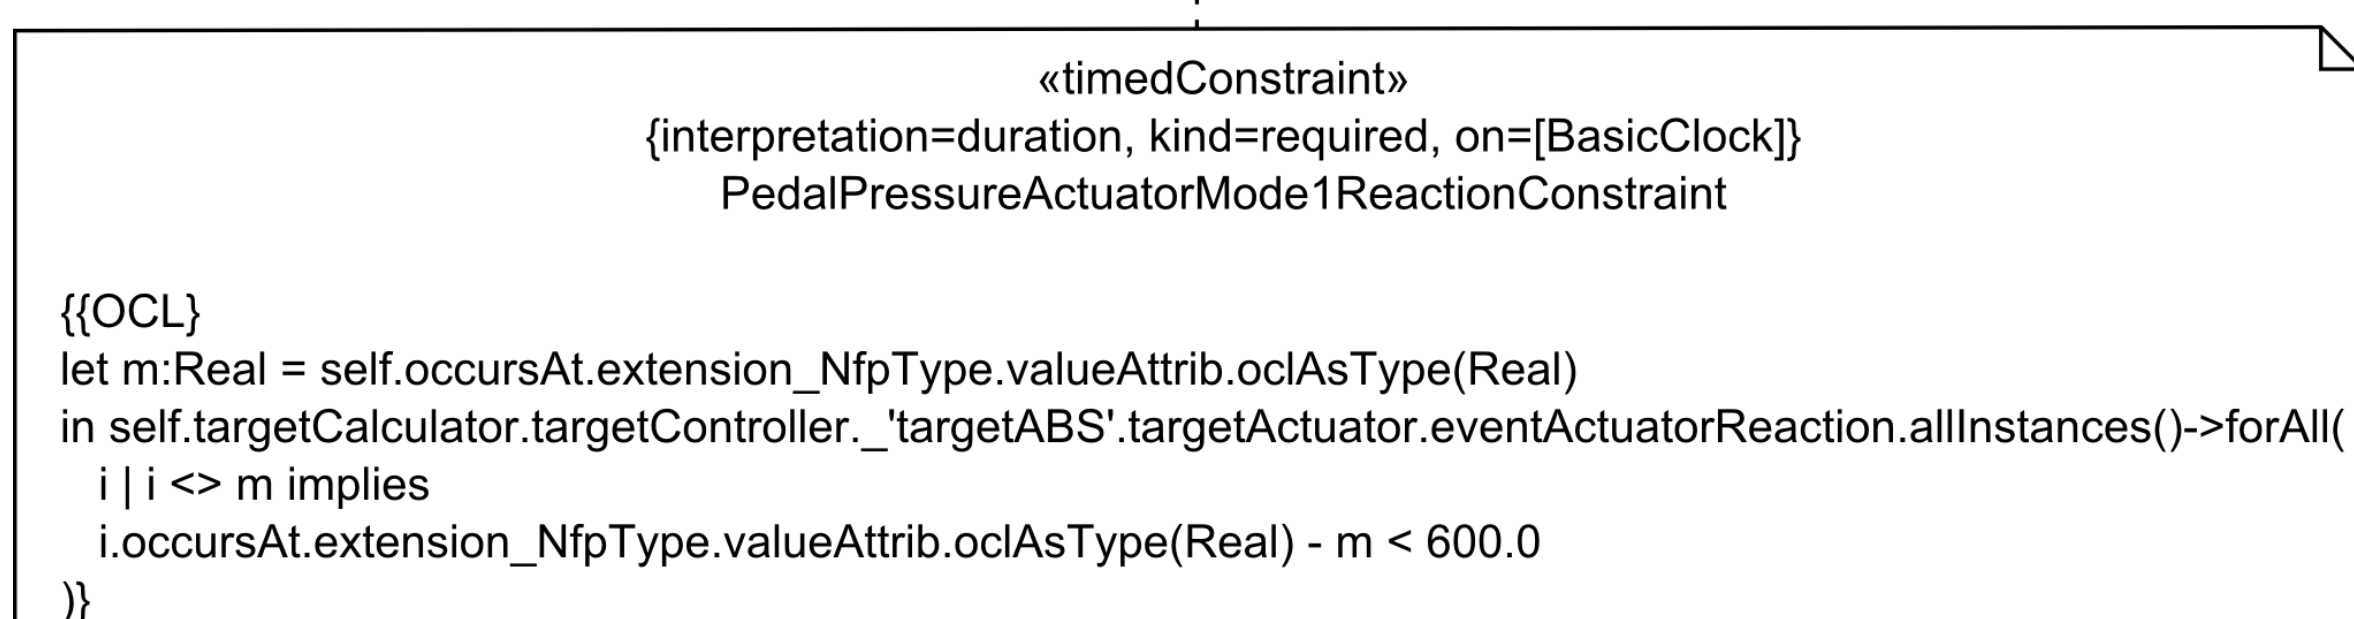 «timedConstraint»
{interpretation=duration, kind=required, on=[BasicClock]}
PedalPressureActuatorMode1ReactionConstraint
{{OCL}
let m:Real = self.occursAt.extension_NfpType.valueAttrib.oclAsType(Real)
in self.targetCalculator.targetController._'targetABS'.targetActuator.eventActuatorReaction.allInstances()->forAll(
i | i <> m implies
i.occursAt.extension_NfpType.valueAttrib.oclAsType(Real) - m < 600.0
)}